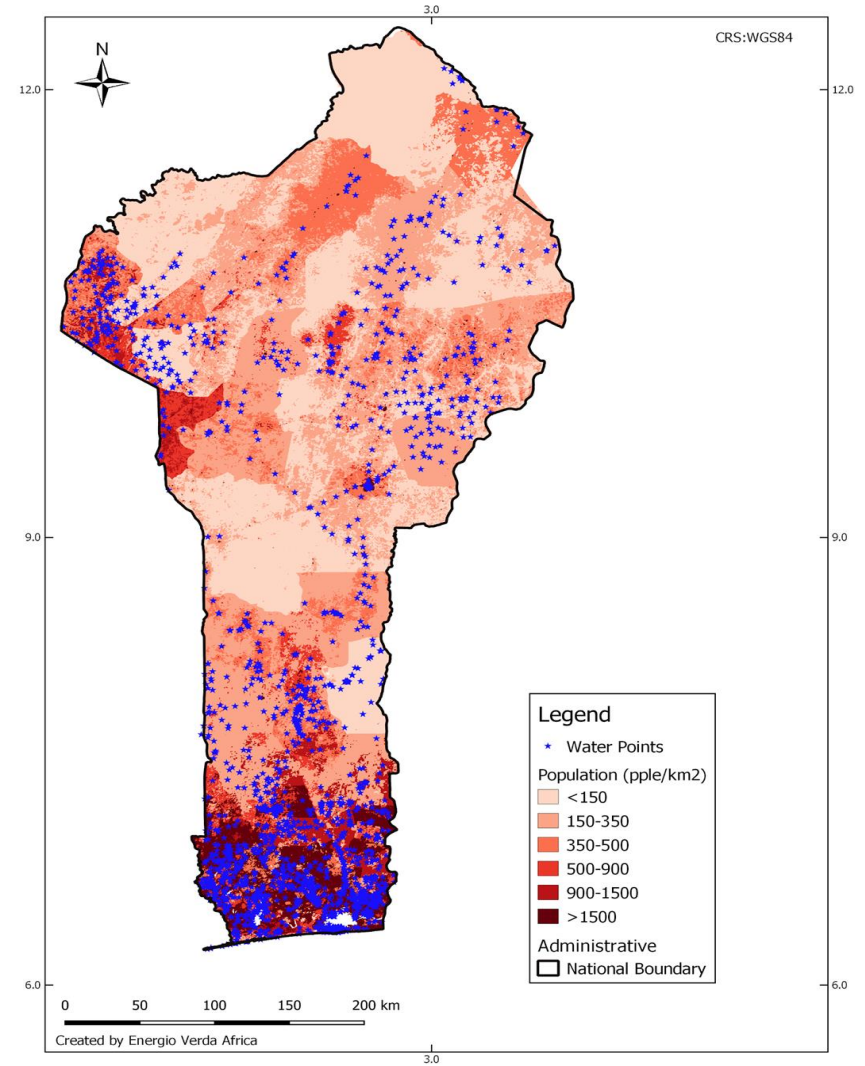 3.0
CRS:WGS84
N
12.0
12.0
9.0
9.0
Legend
Water Points
Population (pple/km2)
<150
150-350
350-500
500-900
900-1500
>1500
Administrative
National Boundary
6.0
6.0
0 50 100 150 200 km
Created by Energio Verda Africa
3.0